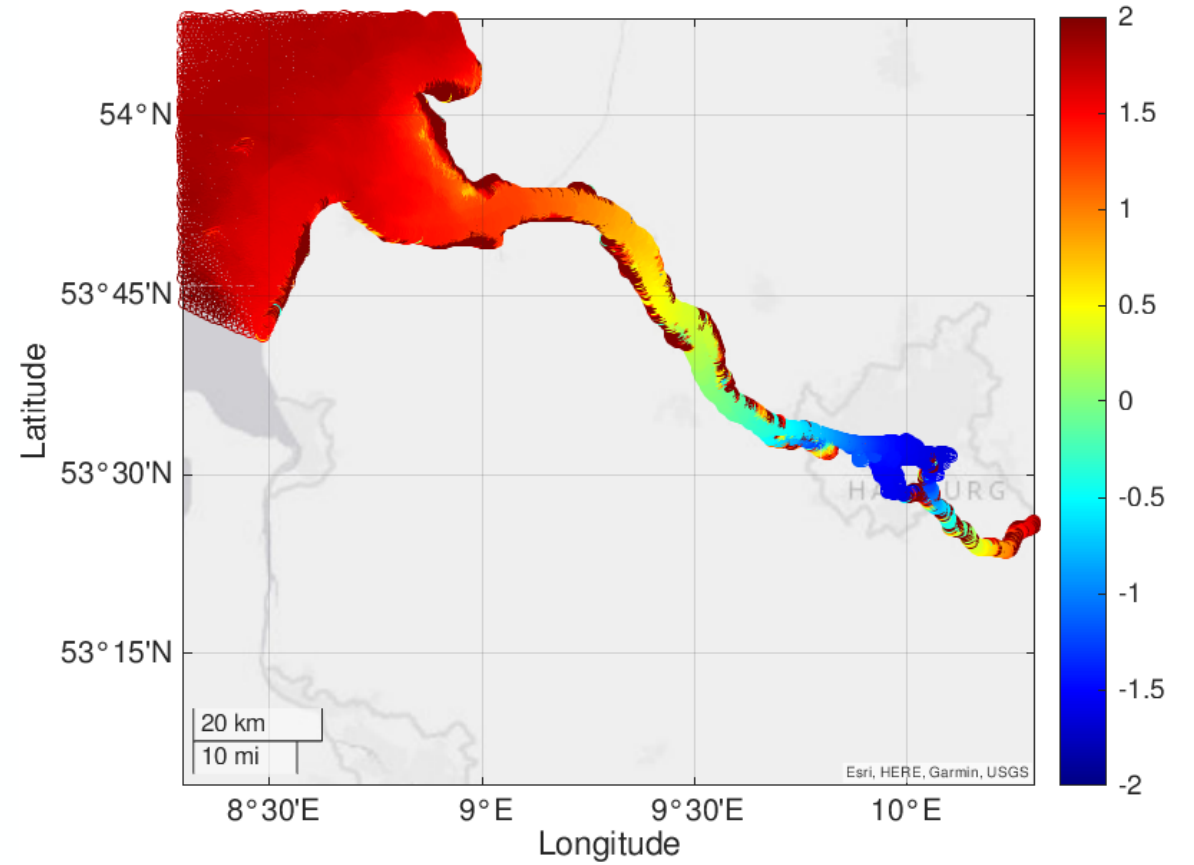 2
1.5
1
0.5
0
-0.5
-1
-1.5
-2
54°N
53°45'N
53°30'N
53°15'N
Latitude
HAMBURG
20 km
10 mi
Esri, HERE, Garmin, USGS
8°30'E
9°E
9°30'E
10°E
Longitude